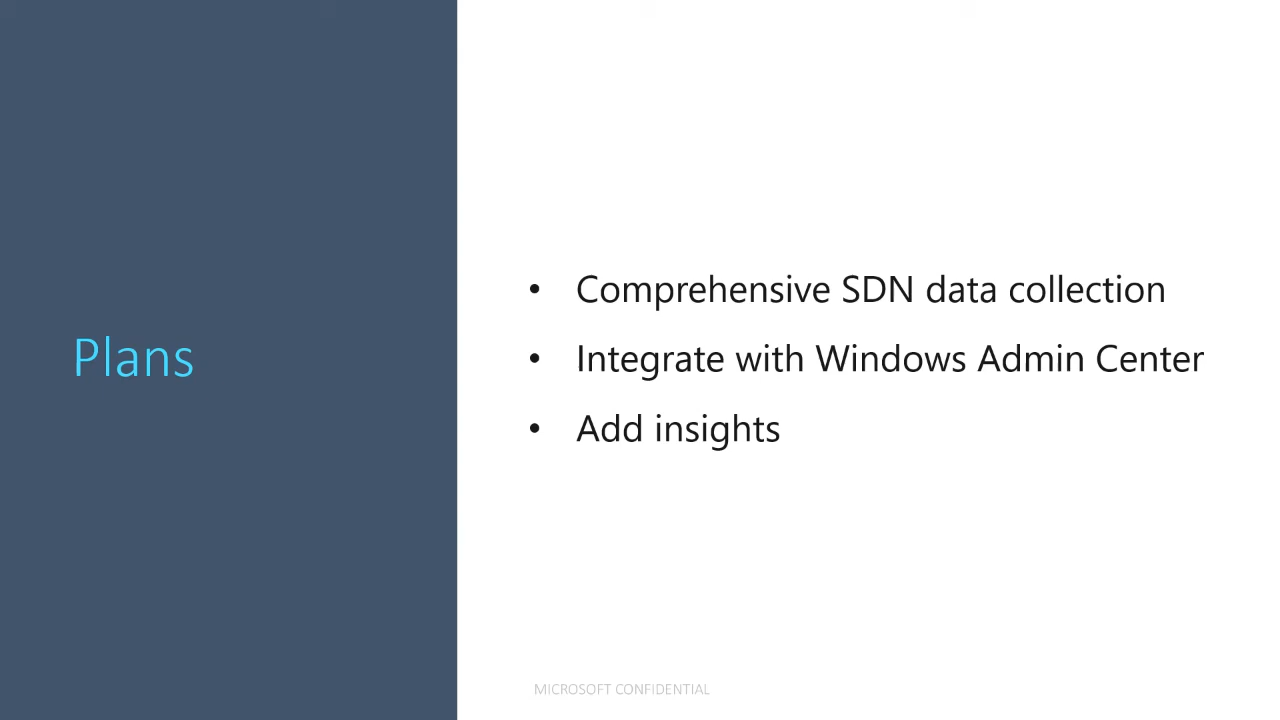 Plans
• Comprehensive SDN data collection
• Integrate with Windows Admin Center
• Add insights
MICROSOFT CONFIDENTIAL